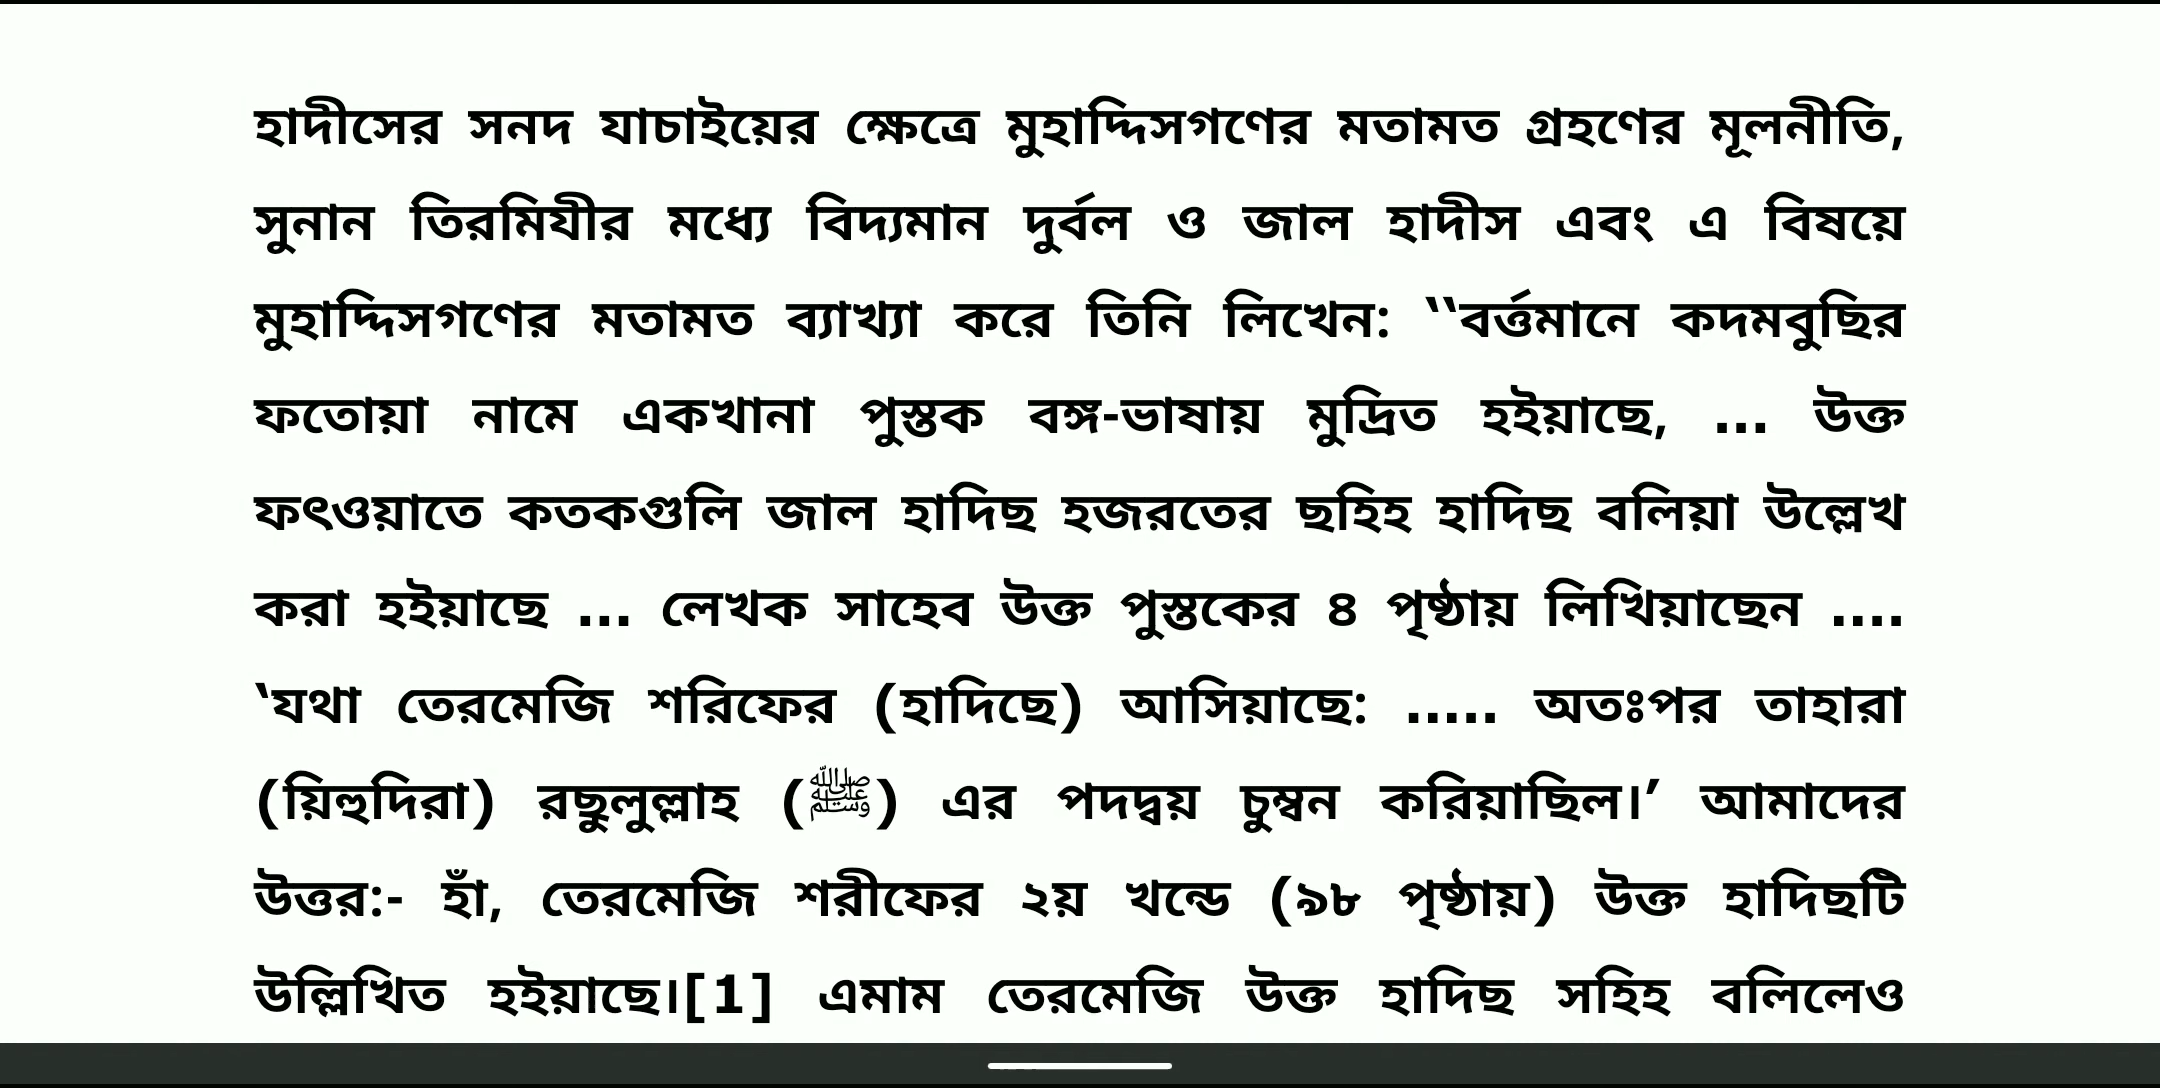 হাদীসের সনদ যাচাইয়ের ক্ষেত্রে মুহাদ্দিসগণের মতামত গ্রহণের মূলনীতি,
সুনান তিরমিযীর মধ্যে বিদ্যমান দুর্বল ও জাল হাদীস এবং এ বিষয়ে
মুহাদ্দিসগণের মতামত ব্যাখ্যা করে তিনি লিখেন: ‘‘বর্ত্তমানে কদমবুছির
ফতোয়া নামে একখানা পুস্তক বঙ্গ-ভাষায় মুদ্রিত হইয়াছে, ... উক্ত
ফৎওয়াতে কতকগুলি জাল হাদিছ হজরতের ছহিহ হাদিছ বলিয়া উল্লেখ
করা হইয়াছে ... লেখক সাহেব উক্ত পুস্তকের ৪ পৃষ্ঠায় লিখিয়াছেন ....
‘যথা তেরমেজি শরিফের (হাদিছে) আসিয়াছে: ..... অতঃপর তাহারা
(য়িহুদিরা) রছুলুল্লাহ (ﷺ) এর পদদ্বয় চুম্বন করিয়াছিল।’ আমাদের
উত্তর:- হাঁ, তেরমেজি শরীফের ২য় খন্ডে (৯৮ পৃষ্ঠায়) উক্ত হাদিছটি
উল্লিখিত হইয়াছে।[1] এমাম তেরমেজি উক্ত হাদিছ সহিহ বলিলেও